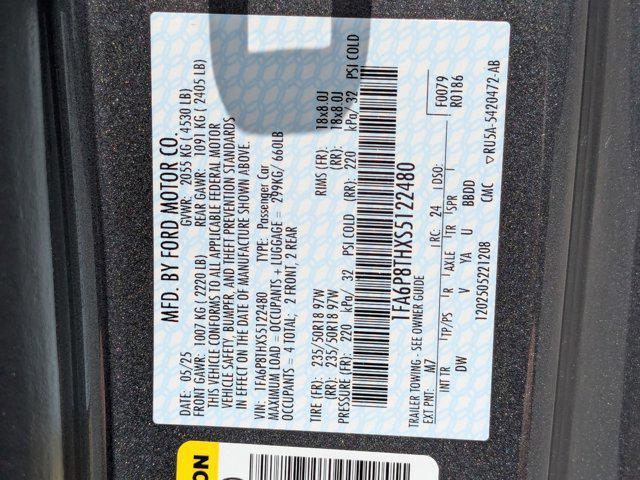 MFD. BY FORD MOTOR CO.
DATE: 05/25 GVWR: 2055 KG ( 4530 LB)
FRONT GAWR: 1007 KG ( 2220 LB) REAR GAWR: 1091 KG ( 2405 LB)
THIS VEHICLE CONFORMS TO ALL APPLICABLE FEDERAL MOTOR
VEHICLE SAFETY, BUMPER, AND THEFT PREVENTION STANDARDS
IN EFFECT ON THE DATE OF MANUFACTURE SHOWN ABOVE.
VIN: 1FA6P8THXS5122480 TYPE: Passenger Car
MAXIMUM LOAD = OCCUPANTS + LUGGAGE = 299KG/ 660LB
OCCUPANTS = 4 TOTAL; 2 FRONT, 2 REAR
TIRE (FR): 235/50R18 97W RIMS (FR): 18x8.0J
(RR): 235/50R18 97W (RR): 18x8.0J
PRESSURE (FR): 220 kPa/ 32 PSI COLD (RR): 220 kPa/ 32 PSI COLD
1FA6P8THXS5122480
TRAILER TOWING - SEE OWNER GUIDE F0079
EXT PNT: M7 RC: 24 DSO: R0186
INT TR TP/PS R AXLE TR SPR
DW V YA U BBDD
1202505221208 CMC ▽RU5A-5420472-AB
ON